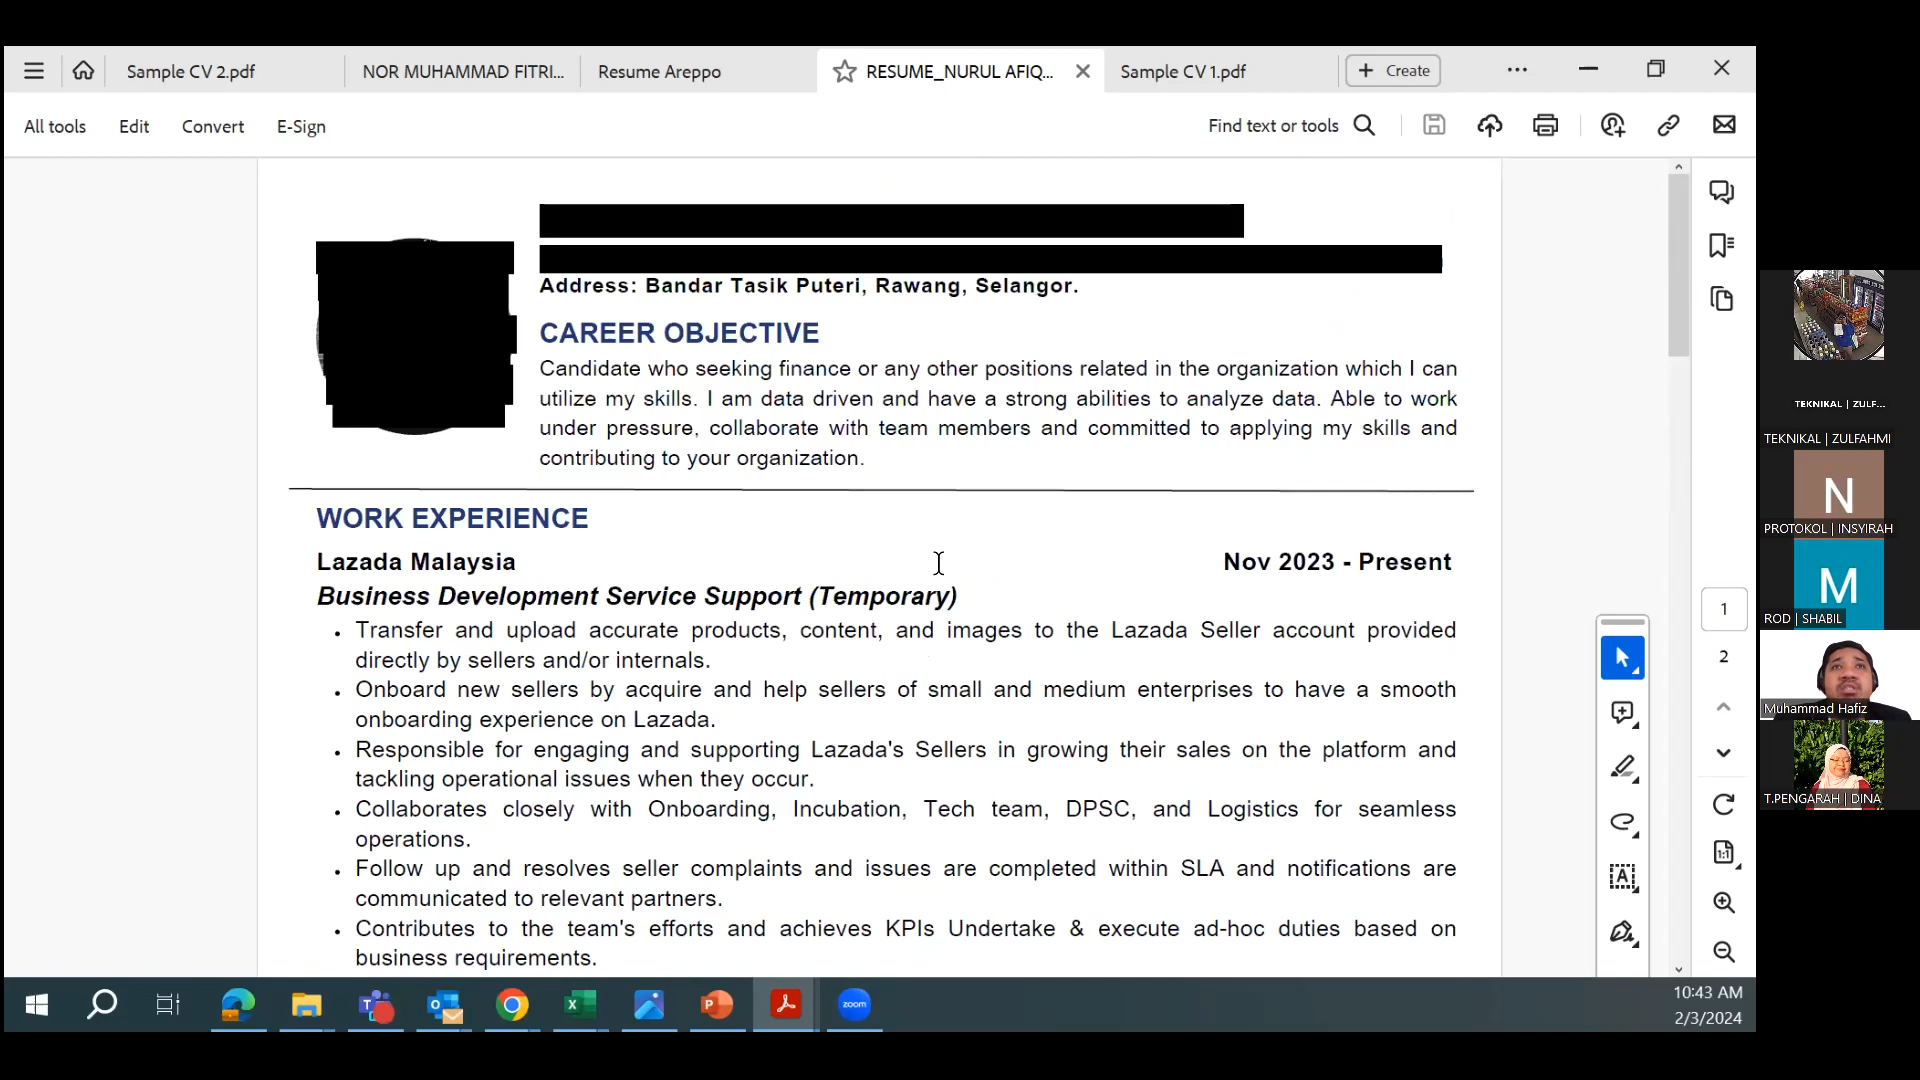 Sample CV 2.pdf
NOR MUHAMMAD FITRI...
Resume Areppo
RESUME_NURUL AFIQ...
Sample CV 1.pdf
Create
All tools
Edit
Convert
E-Sign
Find text or tools
Address: Bandar Tasik Puteri, Rawang, Selangor.
CAREER OBJECTIVE
Candidate who seeking finance or any other positions related in the organization which I can
utilize my skills. I am data driven and have a strong abilities to analyze data. Able to work
under pressure, collaborate with team members and committed to applying my skills and
contributing to your organization.
WORK EXPERIENCE
Lazada Malaysia
Nov 2023 - Present
Business Development Service Support (Temporary)
• Transfer and upload accurate products, content, and images to the Lazada Seller account provided
directly by sellers and/or internals.
• Onboard new sellers by acquire and help sellers of small and medium enterprises to have a smooth
onboarding experience on Lazada.
• Responsible for engaging and supporting Lazada's Sellers in growing their sales on the platform and
tackling operational issues when they occur.
• Collaborates closely with Onboarding, Incubation, Tech team, DPSC, and Logistics for seamless
operations.
• Follow up and resolves seller complaints and issues are completed within SLA and notifications are
communicated to relevant partners.
• Contributes to the team's efforts and achieves KPIs Undertake & execute ad-hoc duties based on
business requirements.
1
2
1:1
TEKNIKAL | ZULF...
TEKNIKAL | ZULFAHMI
N
PROTOKOL | INSYIRAH
M
ROD | SHABIL
Muhammad Hafiz
T.PENGARAH | DINA
zoom
10:43 AM
2/3/2024